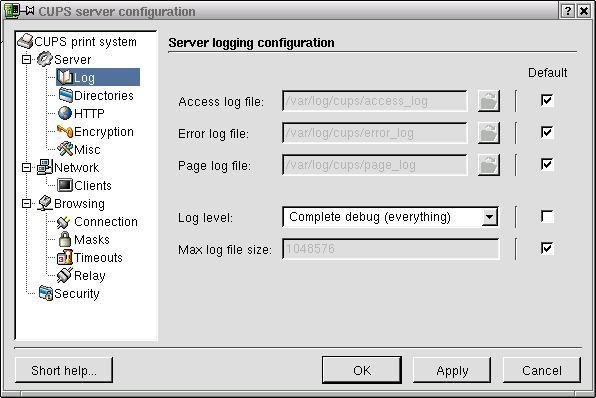 CUPS server configuration
CUPS print system
Server
Log
Directories
HTTP
Encryption
Misc
Network
Clients
Browsing
Connection
Masks
Timeouts
Relay
Security
Server logging configuration
Default
Access log file: /var/log/cups/access_log
Error log file: /var/log/cups/error_log
Page log file: /var/log/cups/page_log
Log level: Complete debug (everything)
Max log file size: 1048576
Short help... OK Apply Cancel